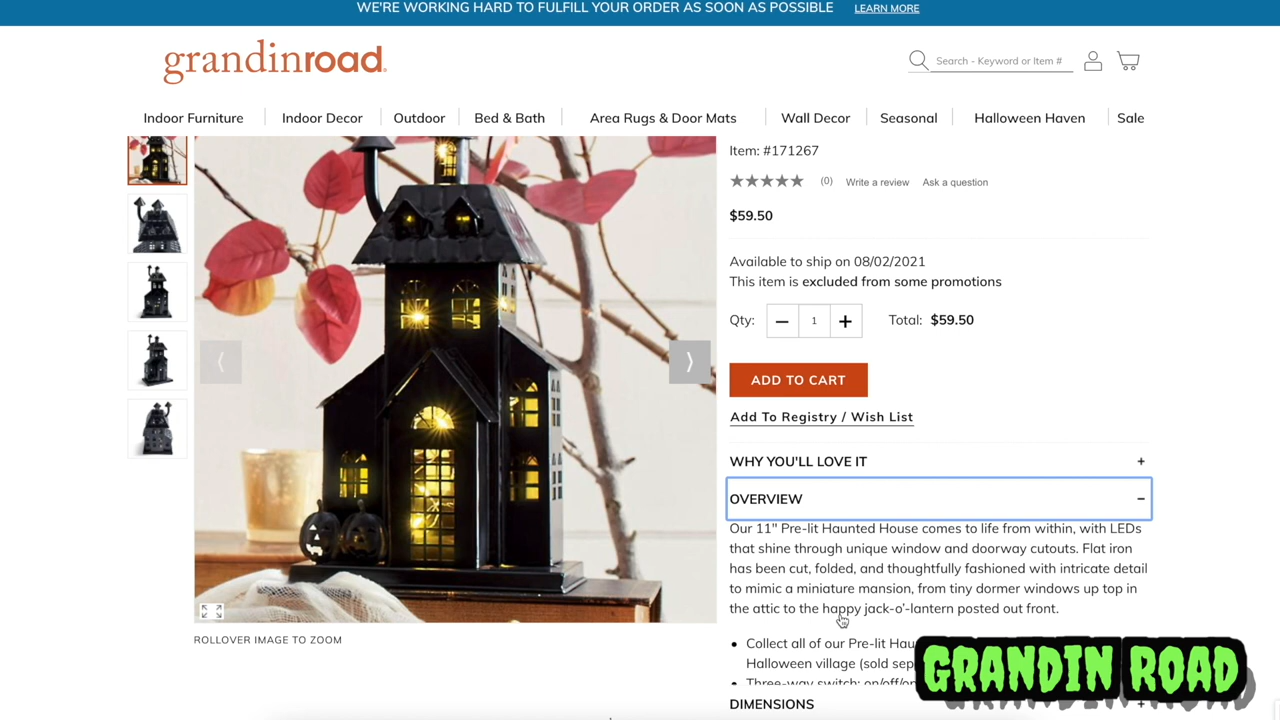 WE'RE WORKING HARD TO FULFILL YOUR ORDER AS SOON AS POSSIBLE LEARN MORE
grandinroad.
Search - Keyword or Item #
Indoor Furniture Indoor Decor Outdoor Bed & Bath Area Rugs & Door Mats Wall Decor Seasonal Halloween Haven Sale
Item: #171267
(0) Write a review Ask a question
$59.50
Available to ship on 08/02/2021
This item is excluded from some promotions
Qty: 1 Total: $59.50
ADD TO CART
Add To Registry / Wish List
WHY YOU'LL LOVE IT
OVERVIEW
Our 11" Pre-lit Haunted House comes to life from within, with LEDs
that shine through unique window and doorway cutouts. Flat iron
has been cut, folded, and thoughtfully fashioned with intricate detail
to mimic a miniature mansion, from tiny dormer windows up top in
the attic to the happy jack-o'-lantern posted out front.
ROLLOVER IMAGE TO ZOOM
• Collect all of our Pre-lit
Halloween village (sold
• Three-way switch: on/off/
GRANDIN ROAD
DIMENSIONS